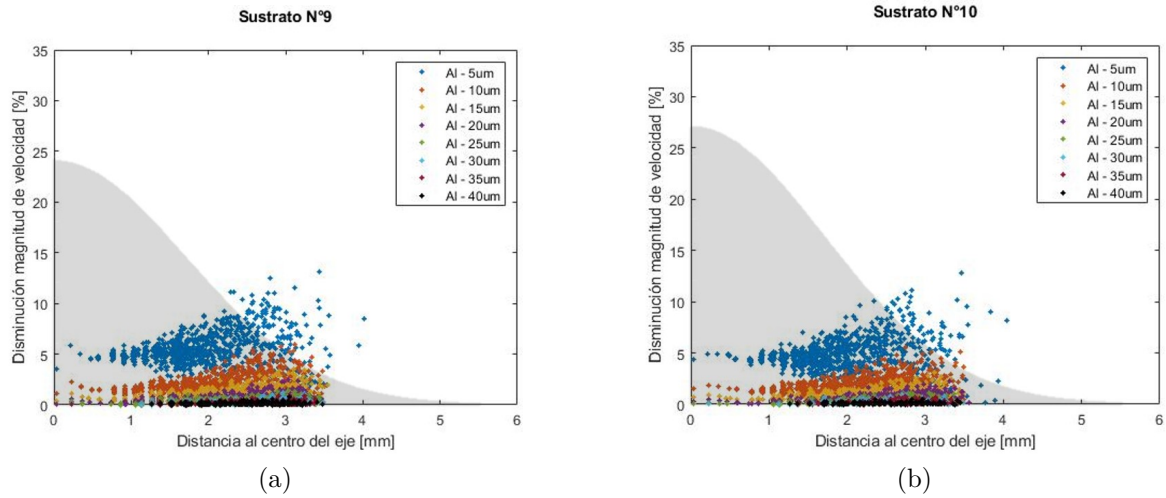 Sustrato N°9
35
30
25
20
15
10
5
0
Disminución magnitud de velocidad [%]
Al - 5um
Al - 10um
Al - 15um
Al - 20um
Al - 25um
Al - 30um
Al - 35um
Al - 40um
0 1 2 3 4 5 6
Distancia al centro del eje [mm]
(a)
Sustrato N°10
35
30
25
20
15
10
5
0
Disminución magnitud de velocidad [%]
Al - 5um
Al - 10um
Al - 15um
Al - 20um
Al - 25um
Al - 30um
Al - 35um
Al - 40um
0 1 2 3 4 5 6
Distancia al centro del eje [mm]
(b)